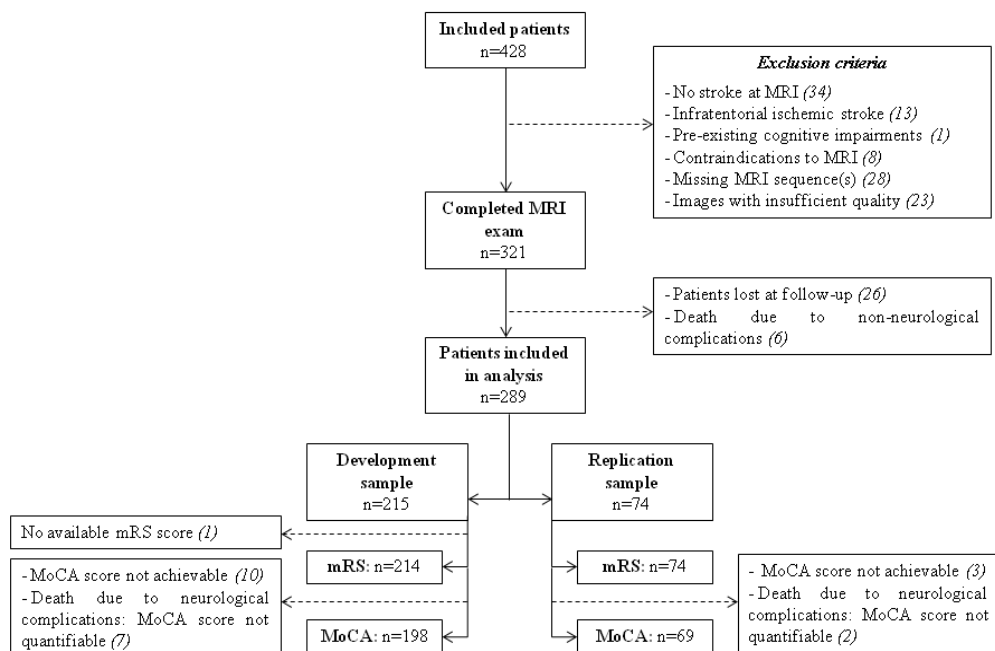 Included patients
n=428
Exclusion criteria
- No stroke at MRI (34)
- Infratentorial ischemic stroke (13)
- Pre-existing cognitive impairments (1)
- Contraindications to MRI (8)
- Missing MRI sequence(s) (28)
- Images with insufficient quality (23)
Completed MRI
exam
n=321
- Patients lost at follow-up (26)
- Death due to non-neurological
complications (6)
Patients included
in analysis
n=289
Development
sample
n=215
Replication
sample
n=74
No available mRS score (1)
mRS: n=214
mRS: n=74
- MoCA score not achievable (10)
- Death due to neurological
complications: MoCA score not
quantifiable (7)
- MoCA score not achievable (3)
- Death due to neurological
complications: MoCA score not
quantifiable (2)
MoCA: n=198
MoCA: n=69